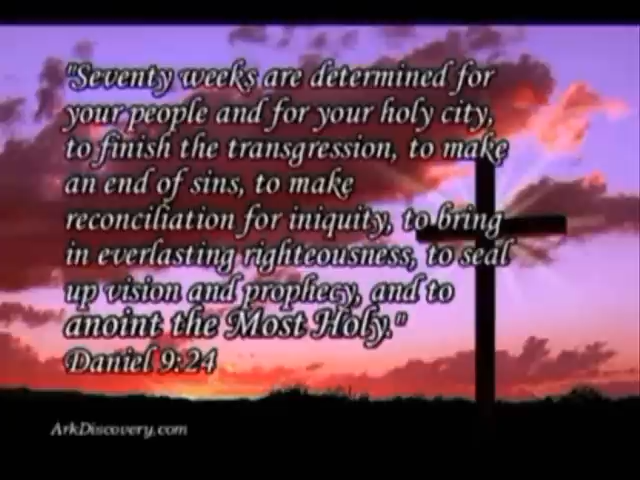 "Seventy weeks are determined for
your people and for your holy city,
to finish the transgression, to make
an end of sins, to make
reconciliation for iniquity, to bring
in everlasting righteousness, to seal
up vision and prophecy, and to
anoint the Most Holy."
Daniel 9:24
ArkDiscovery.com